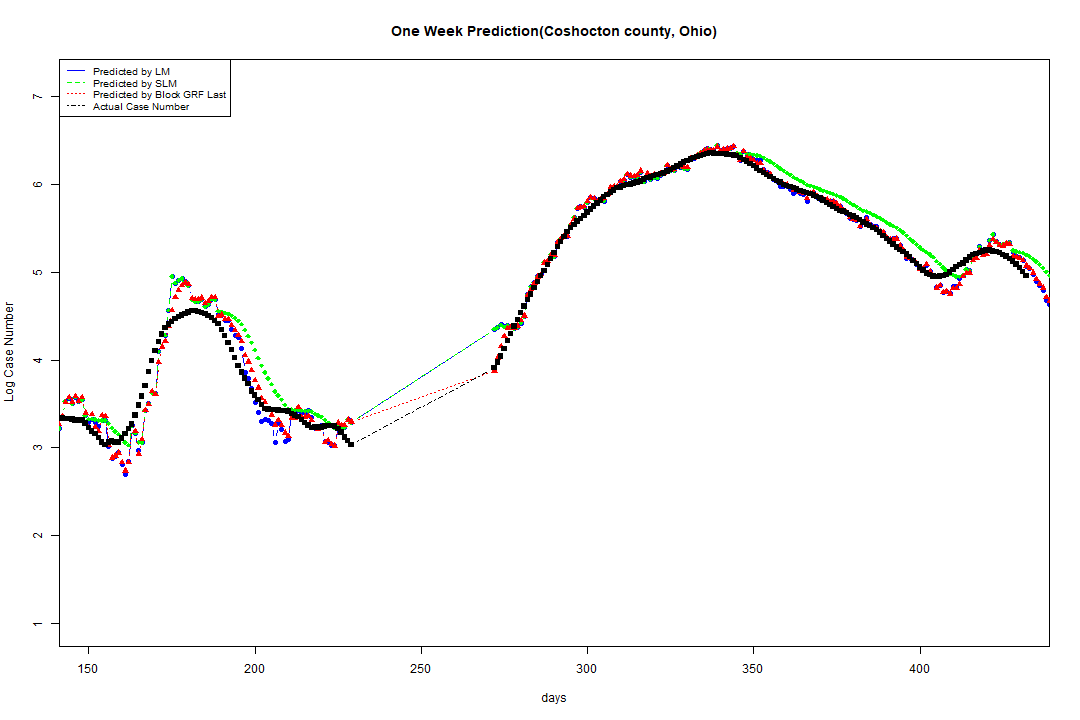 One Week Prediction(Coshocton county, Ohio)
Predicted by LM
Predicted by SLM
Predicted by Block GRF Last
Actual Case Number
7
6
5
4
3
2
1
Log Case Number
150 200 250 300 350 400
days